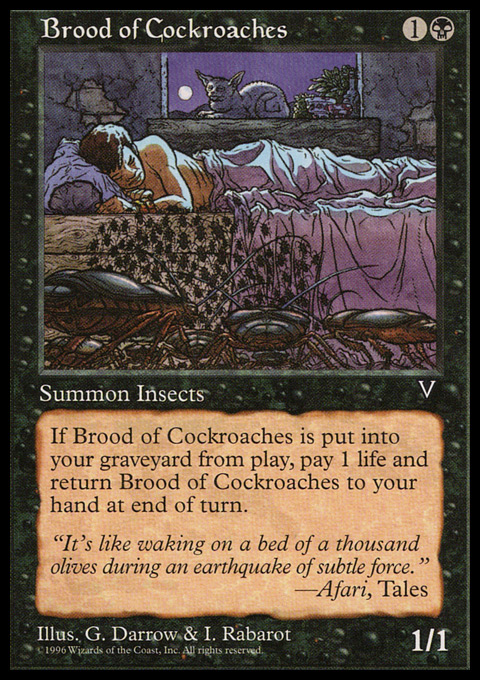 Brood of Cockroaches 1
Summon Insects V
If Brood of Cockroaches is put into
your graveyard from play, pay 1 life and
return Brood of Cockroaches to your
hand at end of turn.
“It’s like waking on a bed of a thousand
olives during an earthquake of subtle force.”
—Afari, Tales
Illus. G. Darrow & I. Rabarot
©1996 Wizards of the Coast, Inc. All rights reserved.
1/1